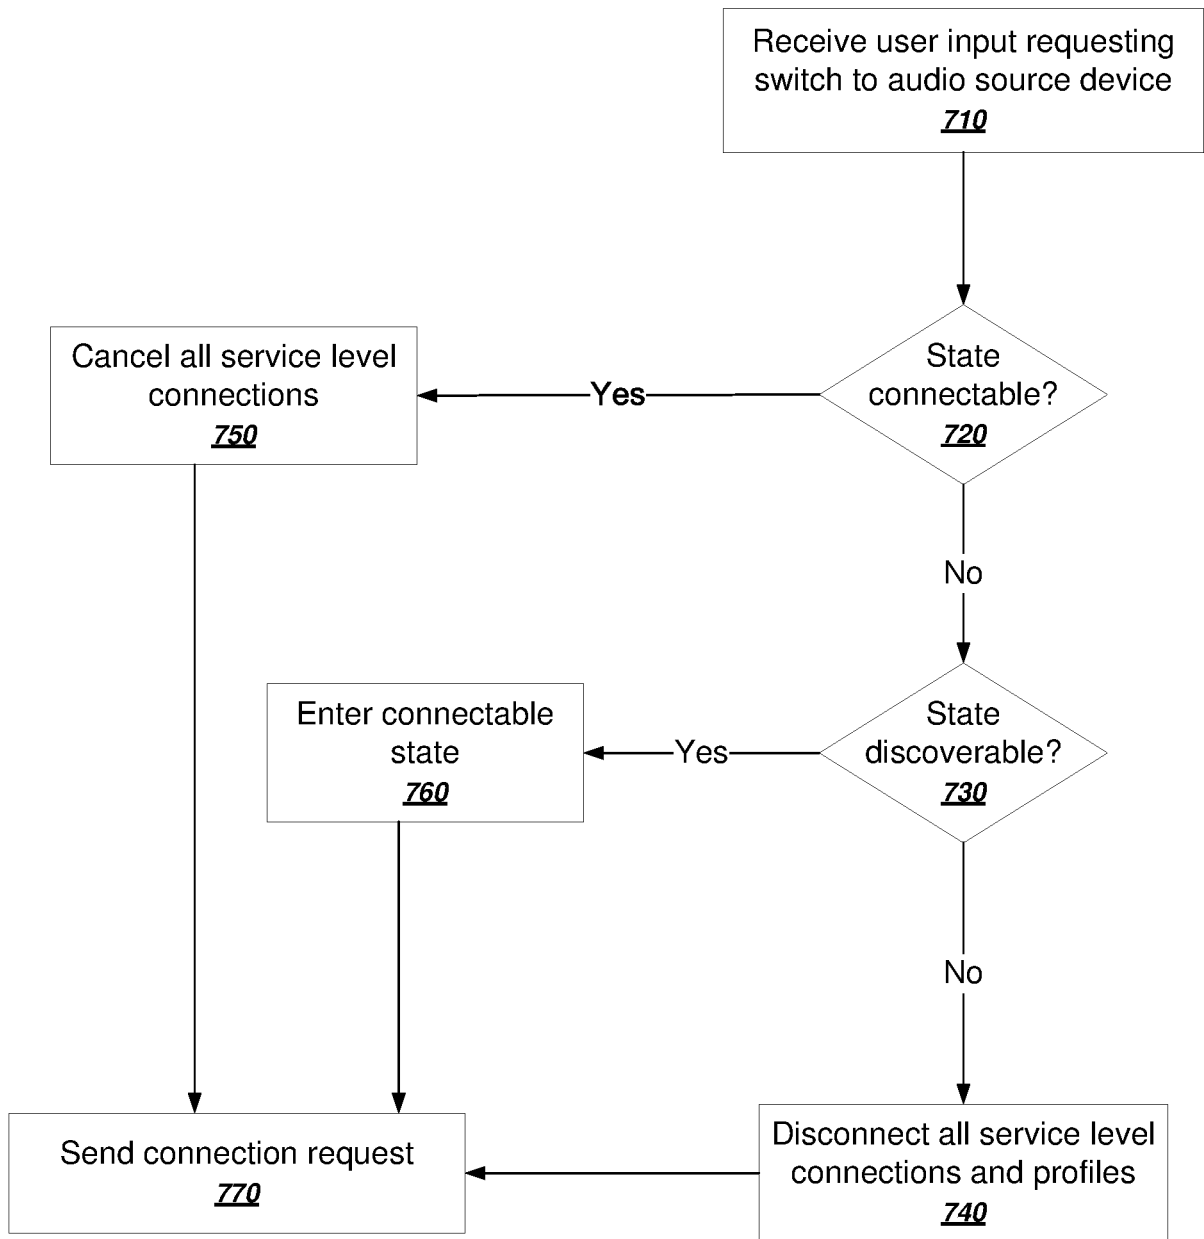 Receive user input requesting
switch to audio source device
710
State
connectable?
720
Yes
Cancel all service level
connections
750
No
State
discoverable?
730
Yes
Enter connectable
state
760
No
Disconnect all service level
connections and profiles
740
Send connection request
770